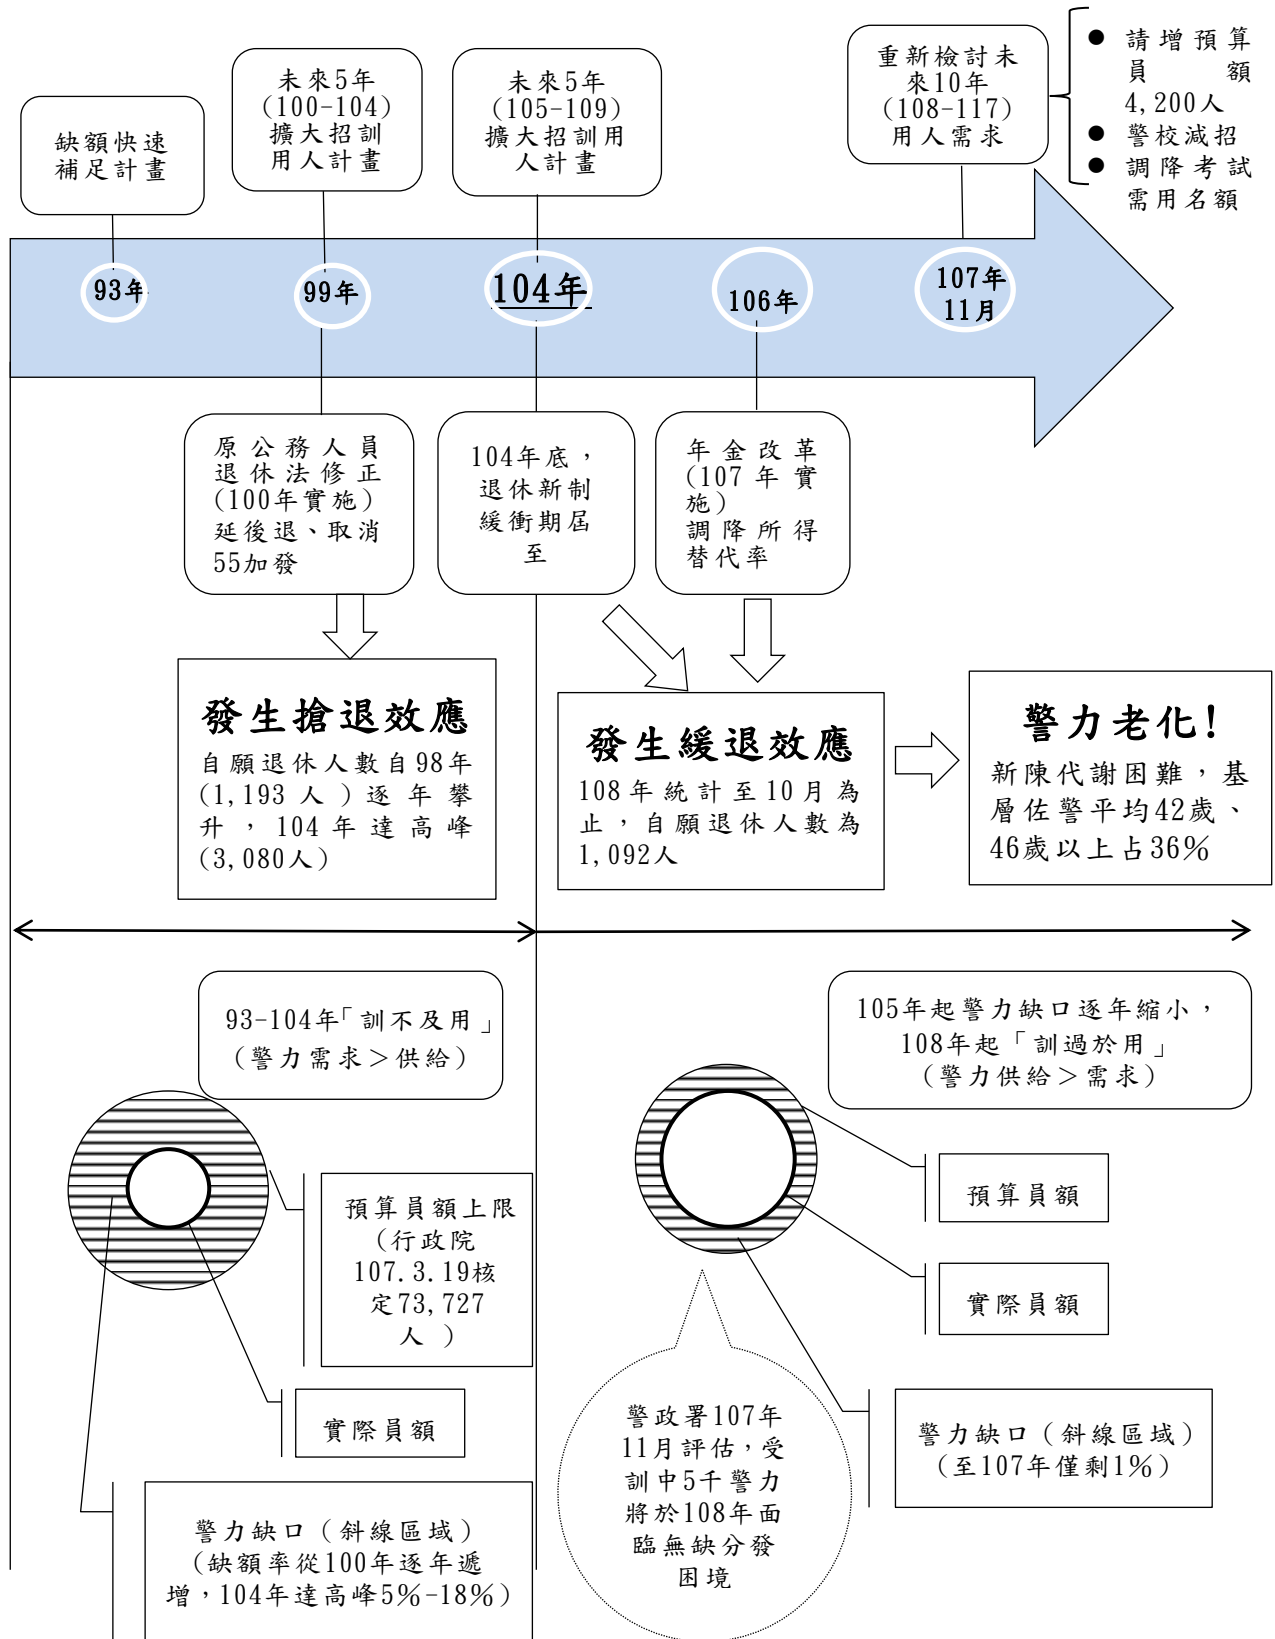 缺額快速
補足計畫
未來5年
(100-104)
擴大招訓
用人計畫
未來5年
(105-109)
擴大招訓用
人計畫
重新檢討未
來10年
(108-117)
用人需求
● 請增預算
員額
4,200人
● 警校減招
● 調降考試
需用名額
93年
99年
104年
106年
107年
11月
原公務人員
退休法修正
(100年實施)
延後退、取消
55加發
104年底，
退休新制
緩衝期屆
至
年金改革
(107年實
施)
調降所得
替代率
發生搶退效應
自願退休人數自98年
(1,193人)逐年攀
升，104年達高峰
(3,080人)
發生緩退效應
108年統計至10月為
止，自願退休人數為
1,092人
警力老化!
新陳代謝困難，基
層佐警平均42歲、
46歲以上占36%
93-104年「訓不及用」
（警力需求＞供給）
105年起警力缺口逐年縮小，
108年起「訓過於用」
（警力供給＞需求）
預算員額上限
（行政院
107.3.19核
定73,727
人）
實際員額
警力缺口（斜線區域）
（缺額率從100年逐年遞
增，104年達高峰5%-18%）
預算員額
實際員額
警力缺口（斜線區域）
（至107年僅剩1%）
警政署107年
11月評估，受
訓中5千警力
將於108年面
臨無缺分發
困境